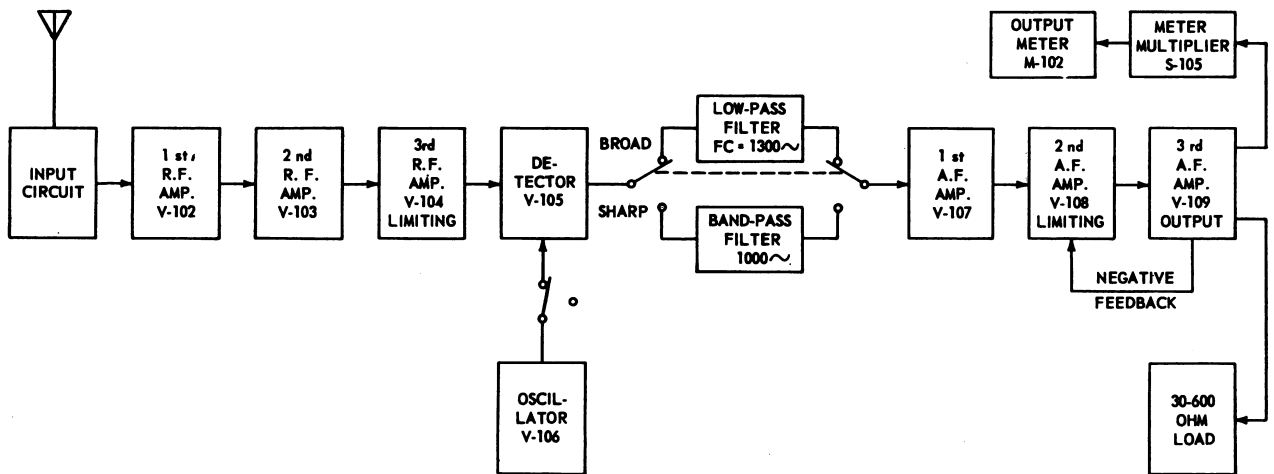 INPUT
CIRCUIT
1 st,
R.F.
AMP.
V-102
2 nd
R. F.
AMP.
V-103
3rd
R.F.
AMP.
V-104
LIMITING
DE-
TECTOR
V-105
OSCIL-
LATOR
V-106
BROAD
SHARP
LOW-PASS
FILTER
FC = 1300~
BAND-PASS
FILTER
1000~
1 st
A.F.
AMP.
V-107
2 nd
A.F.
AMP.
V-108
LIMITING
3 rd
A.F.
AMP.
V-109
OUTPUT
NEGATIVE
FEEDBACK
OUTPUT
METER
M-102
METER
MULTIPLIER
S-105
30-600
OHM
LOAD